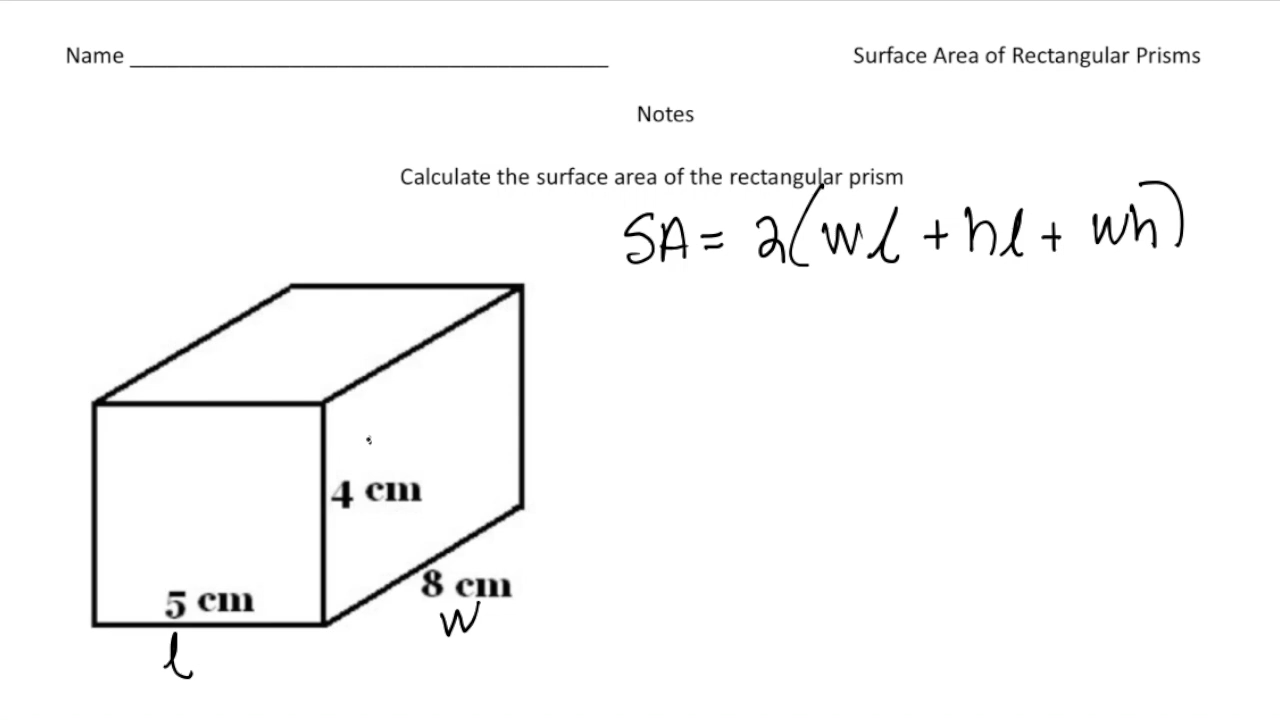 Name ________________________________________ Surface Area of Rectangular Prisms
Notes
Calculate the surface area of the rectangular prism
SA = 2(wl + hl + wh)
4 cm
8 cm
w
5 cm
l